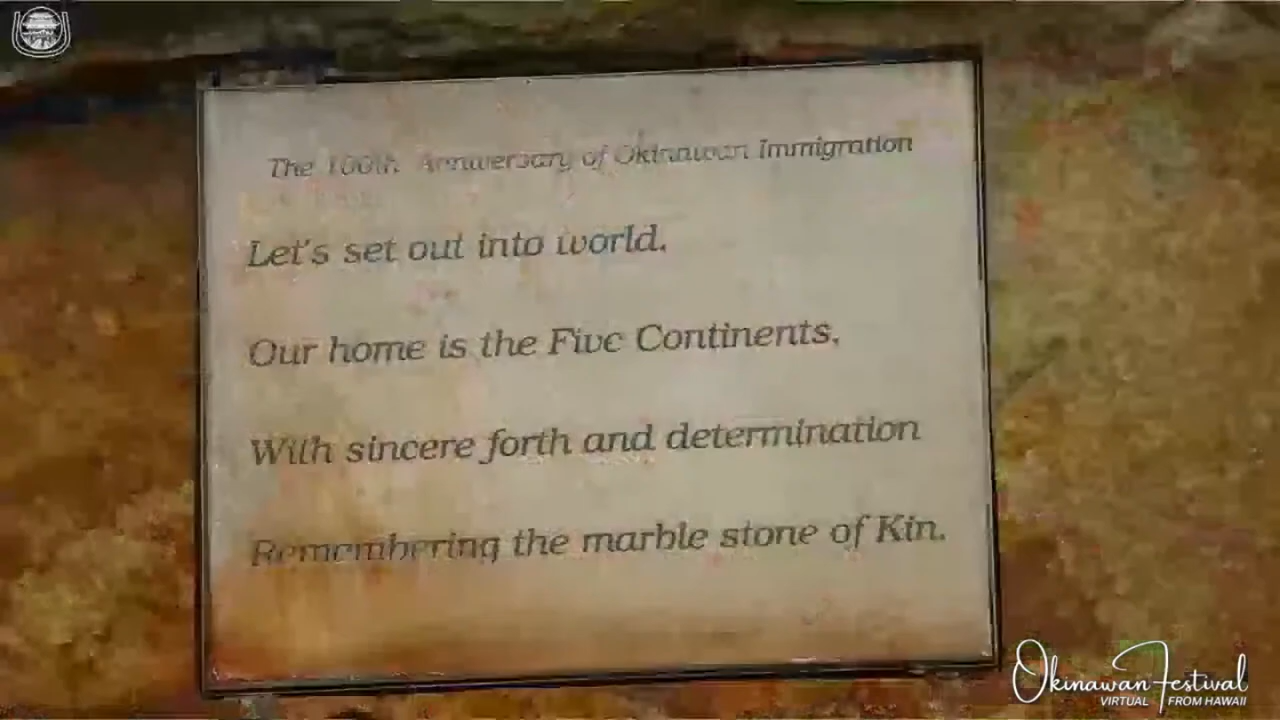 The 100th Anniversary of Okinawan Immigration
Let's set out into world.
Our home is the Five Continents,
With sincere forth and determination
Remembering the marble stone of Kin.
Okinawan Festival
VIRTUAL FROM HAWAII